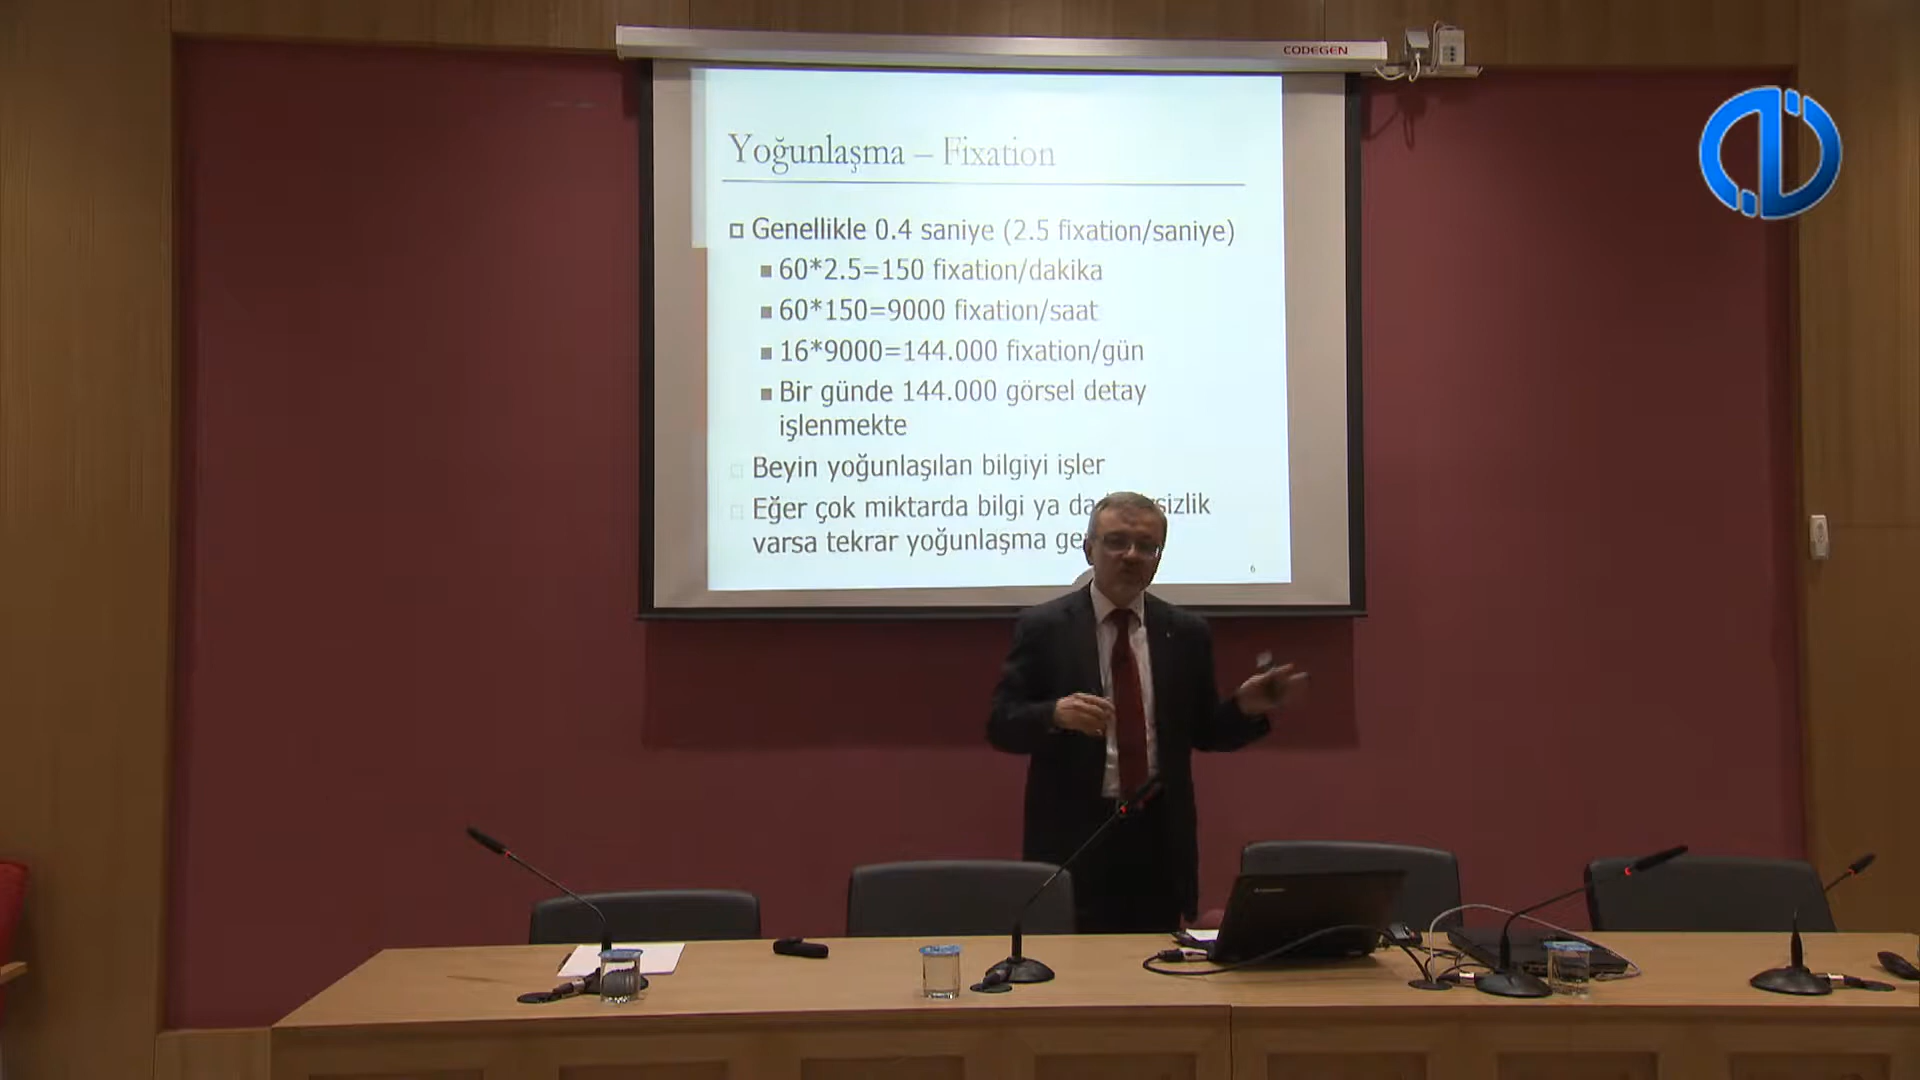 CODEGEN
Yoğunlaşma – Fixation
Genellikle 0.4 saniye (2.5 fixation/saniye)
60*2.5=150 fixation/dakika
60*150=9000 fixation/saat
16*9000=144.000 fixation/gün
Bir günde 144.000 görsel detay
işlenmekte
Beyin yoğunlaşılan bilgiyi işler
Eğer çok miktarda bilgi ya da
varsa tekrar yoğunlaşma
6